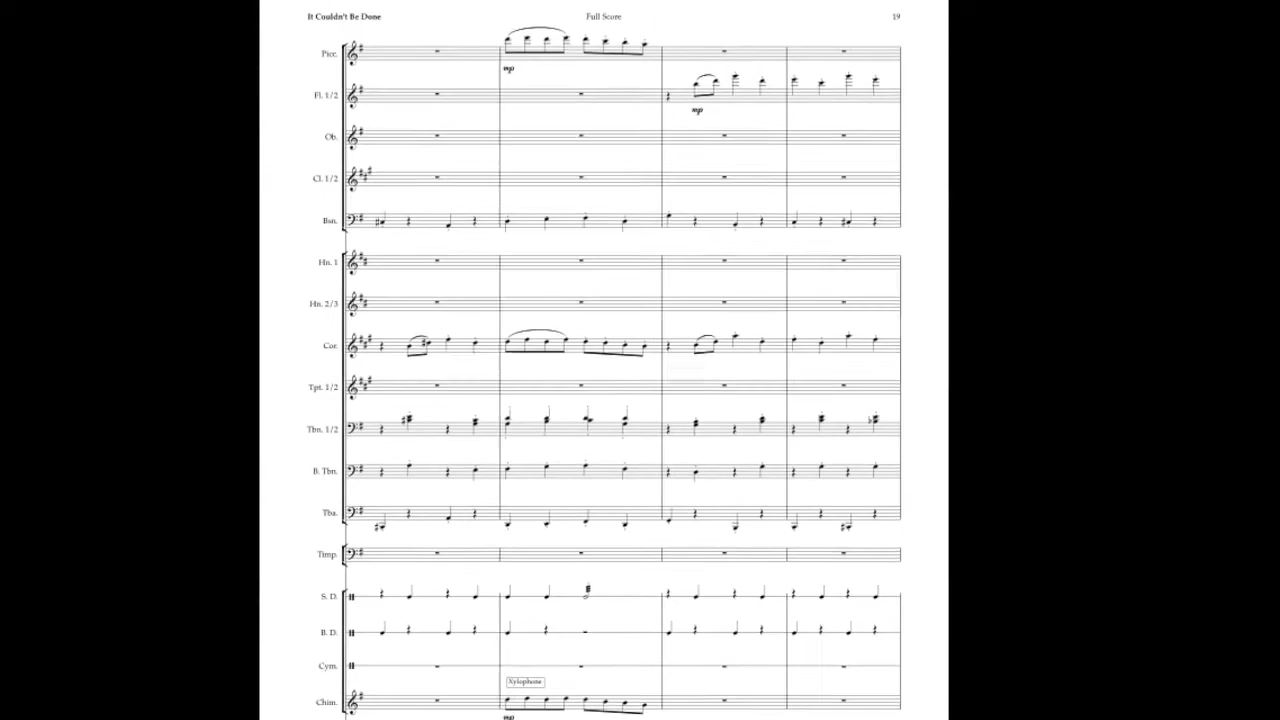 It Couldn't Be Done Full Score 19
Picc.
mp
Fl. 1/2
mp
Ob.
Cl. 1/2
Bsn.
Hn. 1
Hn. 2/3
Cor.
Tpt. 1/2
Tbn. 1/2
B. Tbn.
Tba.
Timp.
S. D.
B. D.
Cym.
Xylophone
Chim.
mp